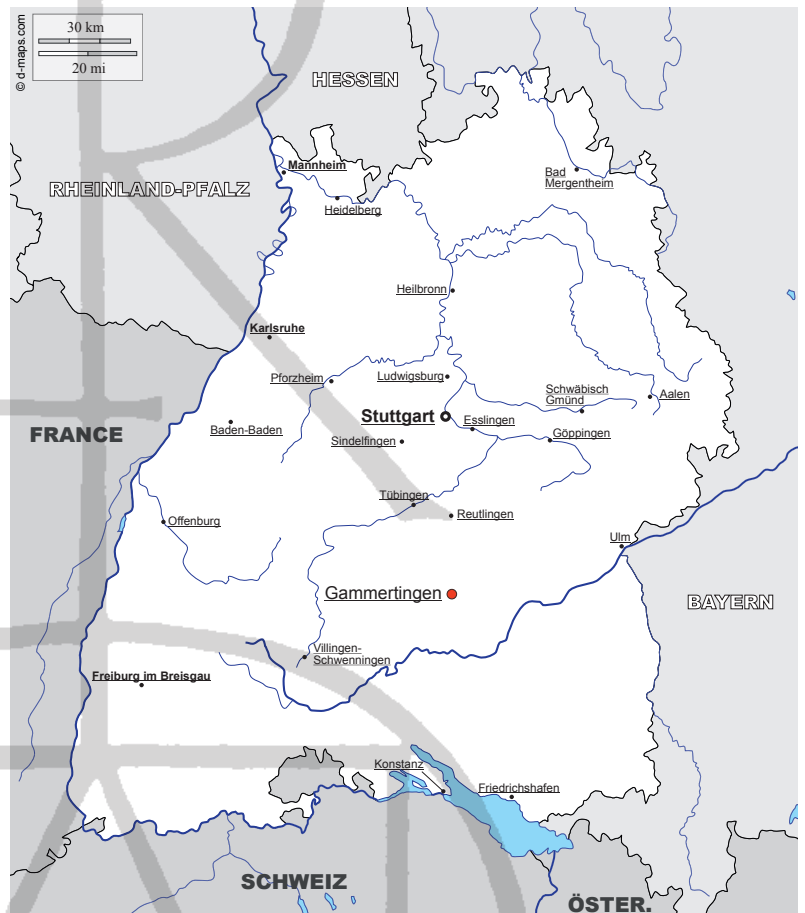 © d-maps.com
30 km
20 mi
HESSEN
Mannheim
Bad
Mergentheim
RHEINLAND-PFALZ
Heidelberg
Heilbronn
Karlsruhe
Pforzheim
Ludwigsburg
Schwäbisch
Gmünd
Aalen
Stuttgart
Esslingen
FRANCE
Baden-Baden
Sindelfingen
Göppingen
Tübingen
Reutlingen
Offenburg
Ulm
Gammertingen
BAYERN
Villingen-
Schwenningen
Freiburg im Breisgau
Konstanz
Friedrichshafen
SCHWEIZ
ÖSTER.